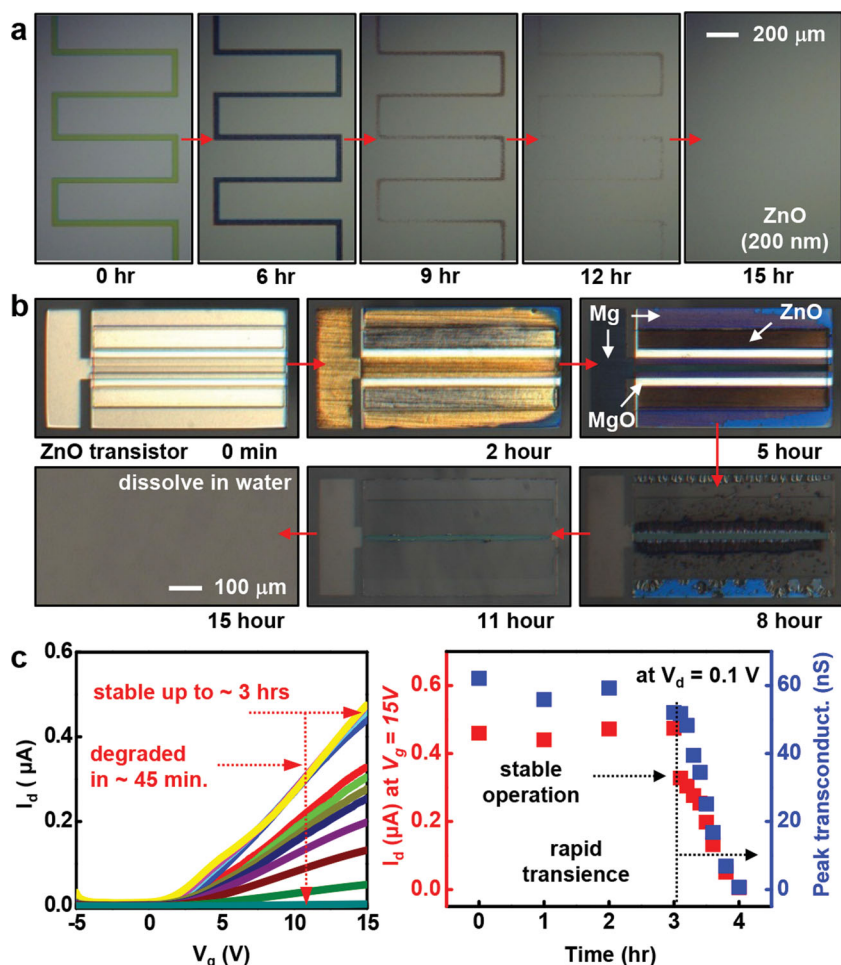 a
200 μm
ZnO
(200 nm)
0 hr
6 hr
9 hr
12 hr
15 hr
b
Mg
ZnO
MgO
ZnO transistor
0 min
2 hour
5 hour
dissolve in water
100 μm
15 hour
11 hour
8 hour
c
0.6
0.4
0.2
0.0
-5
0
5
10
15
I_d (μA)
V_g (V)
stable up to ~ 3 hrs
degraded
in ~ 45 min.
I_d (μA) at V_g = 15V
0.6
0.4
0.2
0.0
at V_d = 0.1 V
stable
operation
rapid
transience
0
1
2
3
4
Time (hr)
60
40
20
0
Peak transconduct. (nS)